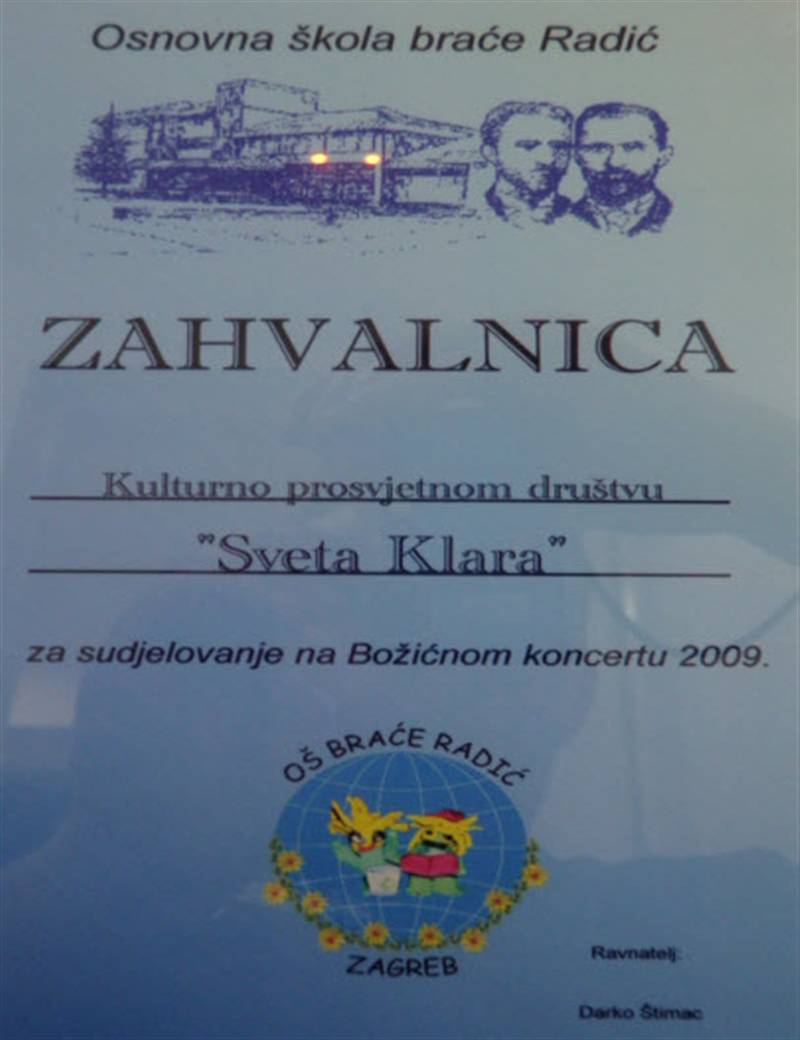 Osnovna škola braće Radić
ZAHVALNICA
Kulturno prosvjetnom društvu
"Sveta Klara"
za sudjelovanje na Božićnom koncertu 2009.
OŠ BRAĆE RADIĆ
ZAGREB
Ravnatelj:
Darko Štimac